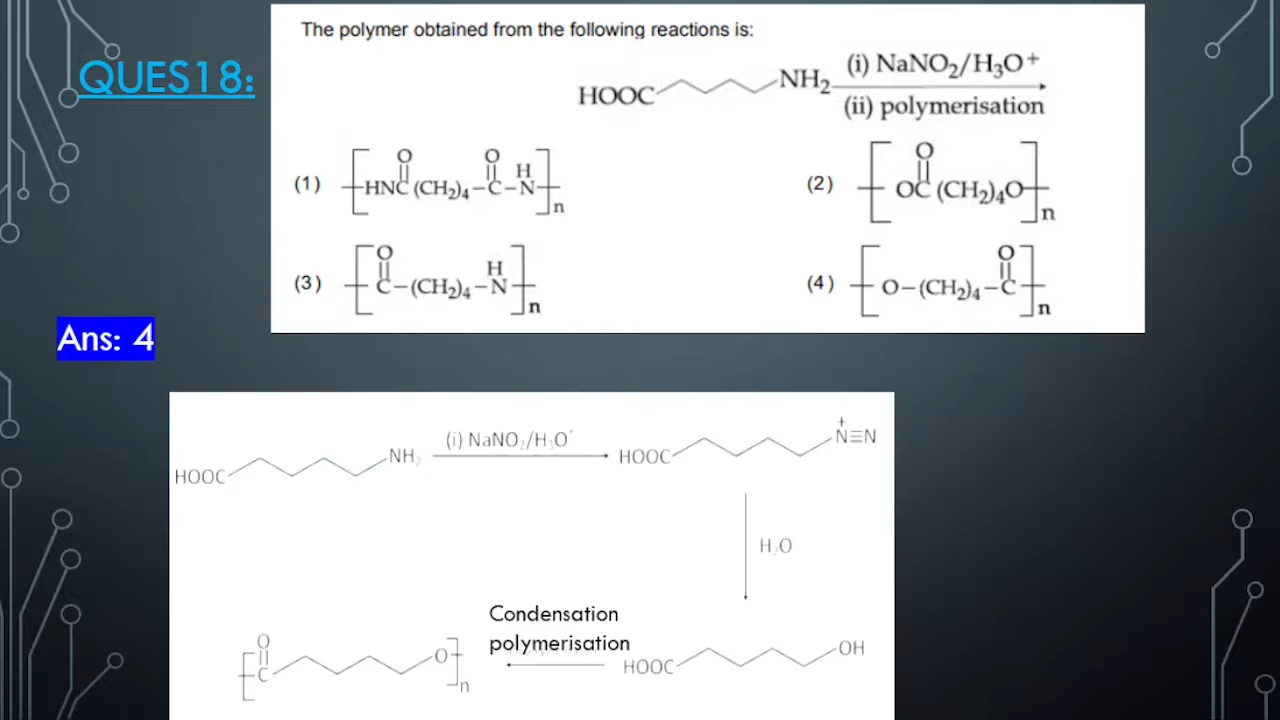 QUES18:
The polymer obtained from the following reactions is:
HOOC NH₂ (i) NaNO₂/H₃O⁺
(ii) polymerisation
(1) [HNC(=O)(CH₂)₄–C(=O)–N(H)]n
(2) [OC(=O)(CH₂)₄O]n
(3) [C(=O)–(CH₂)₄–N(H)]n
(4) [O–(CH₂)₄–C(=O)]n
Ans: 4
HOOC NH₂ (i) NaNO₂/H₃O⁺ HOOC N⁺≡N
H₂O
Condensation
polymerisation
[C(=O) O]n HOOC OH